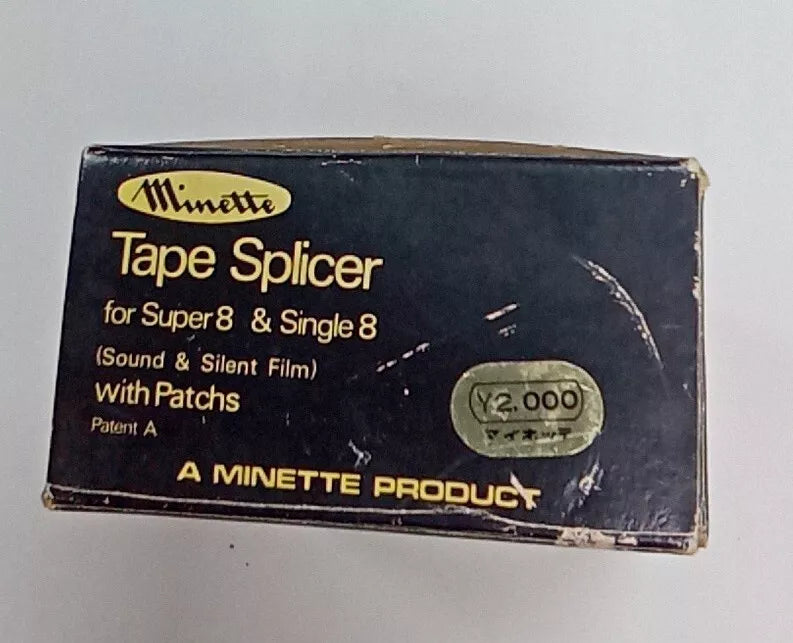 Minette
Tape Splicer
for Super 8 & Single 8
(Sound & Silent Film)
with Patchs
Patent A
¥2,000
マイネッテ
A MINETTE PRODUCT